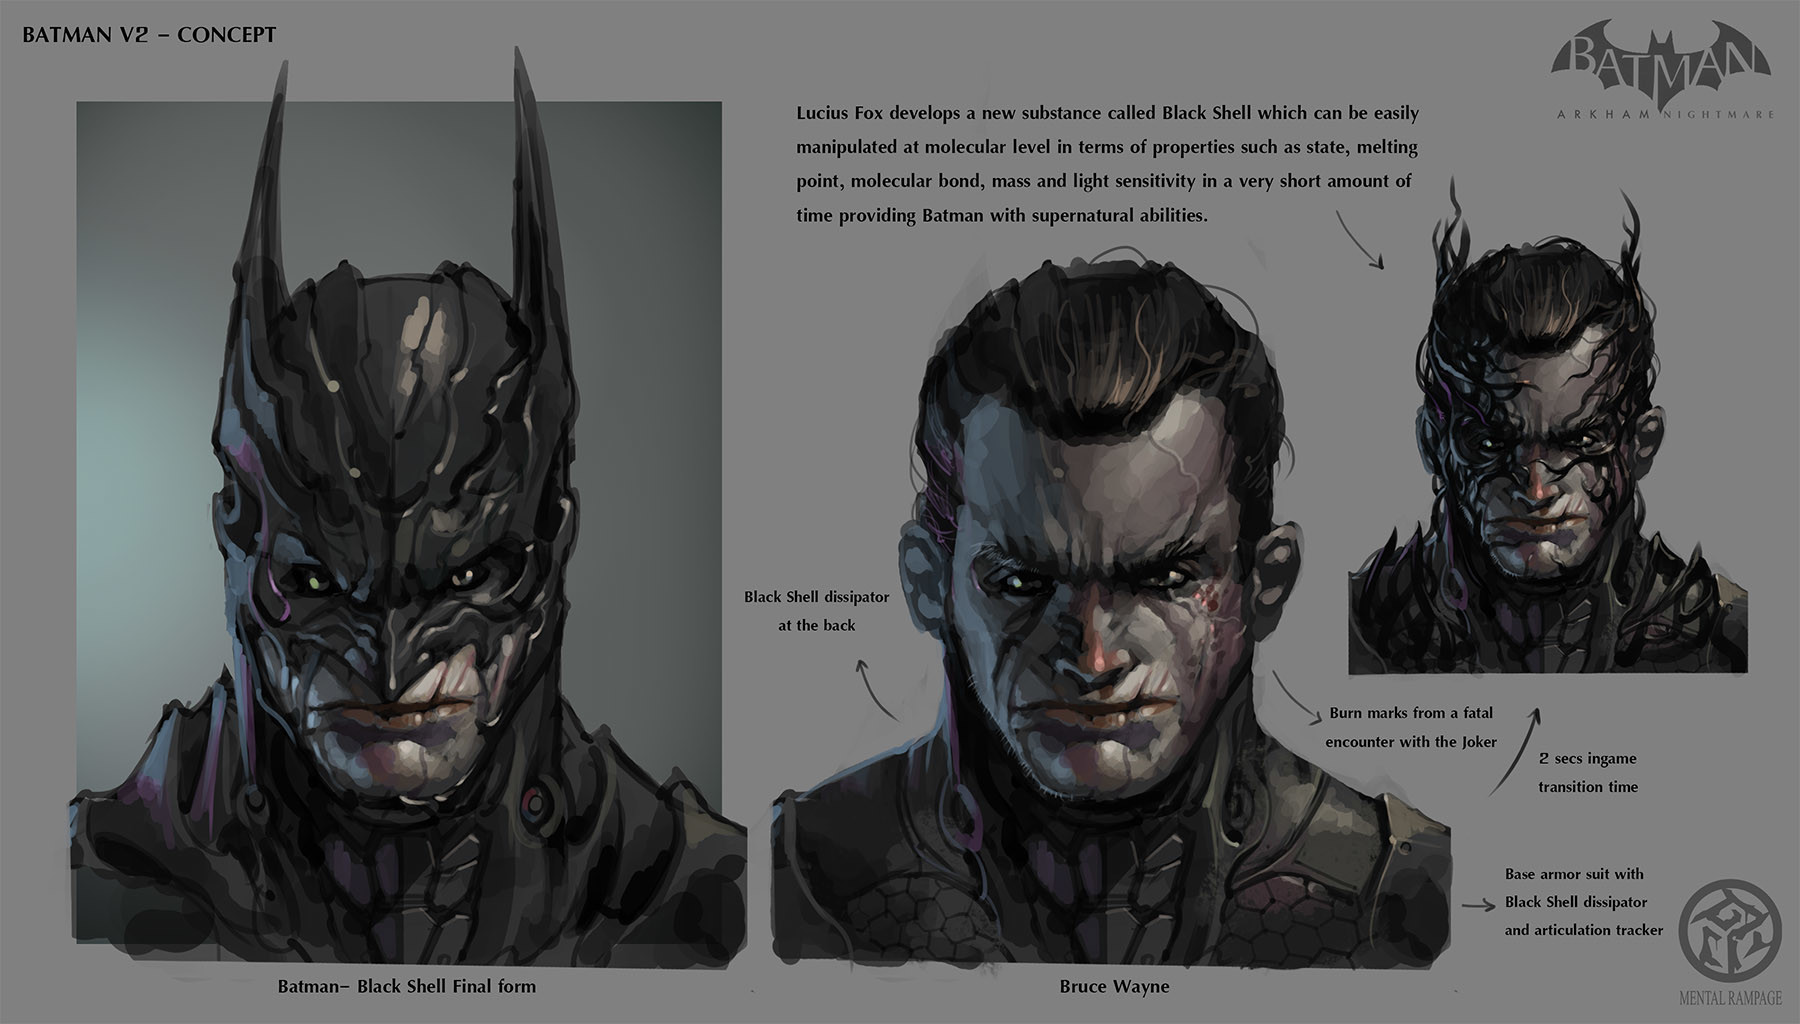 BATMAN V2 – CONCEPT
BATMAN
ARKHAM NIGHTMARE
Lucius Fox develops a new substance called Black Shell which can be easily
manipulated at molecular level in terms of properties such as state, melting
point, molecular bond, mass and light sensitivity in a very short amount of
time providing Batman with supernatural abilities.
Black Shell dissipator
at the back
Burn marks from a fatal
encounter with the Joker
2 secs ingame
transition time
Base armor suit with
Black Shell dissipator
and articulation tracker
Batman– Black Shell Final form
Bruce Wayne
MENTAL RAMPAGE